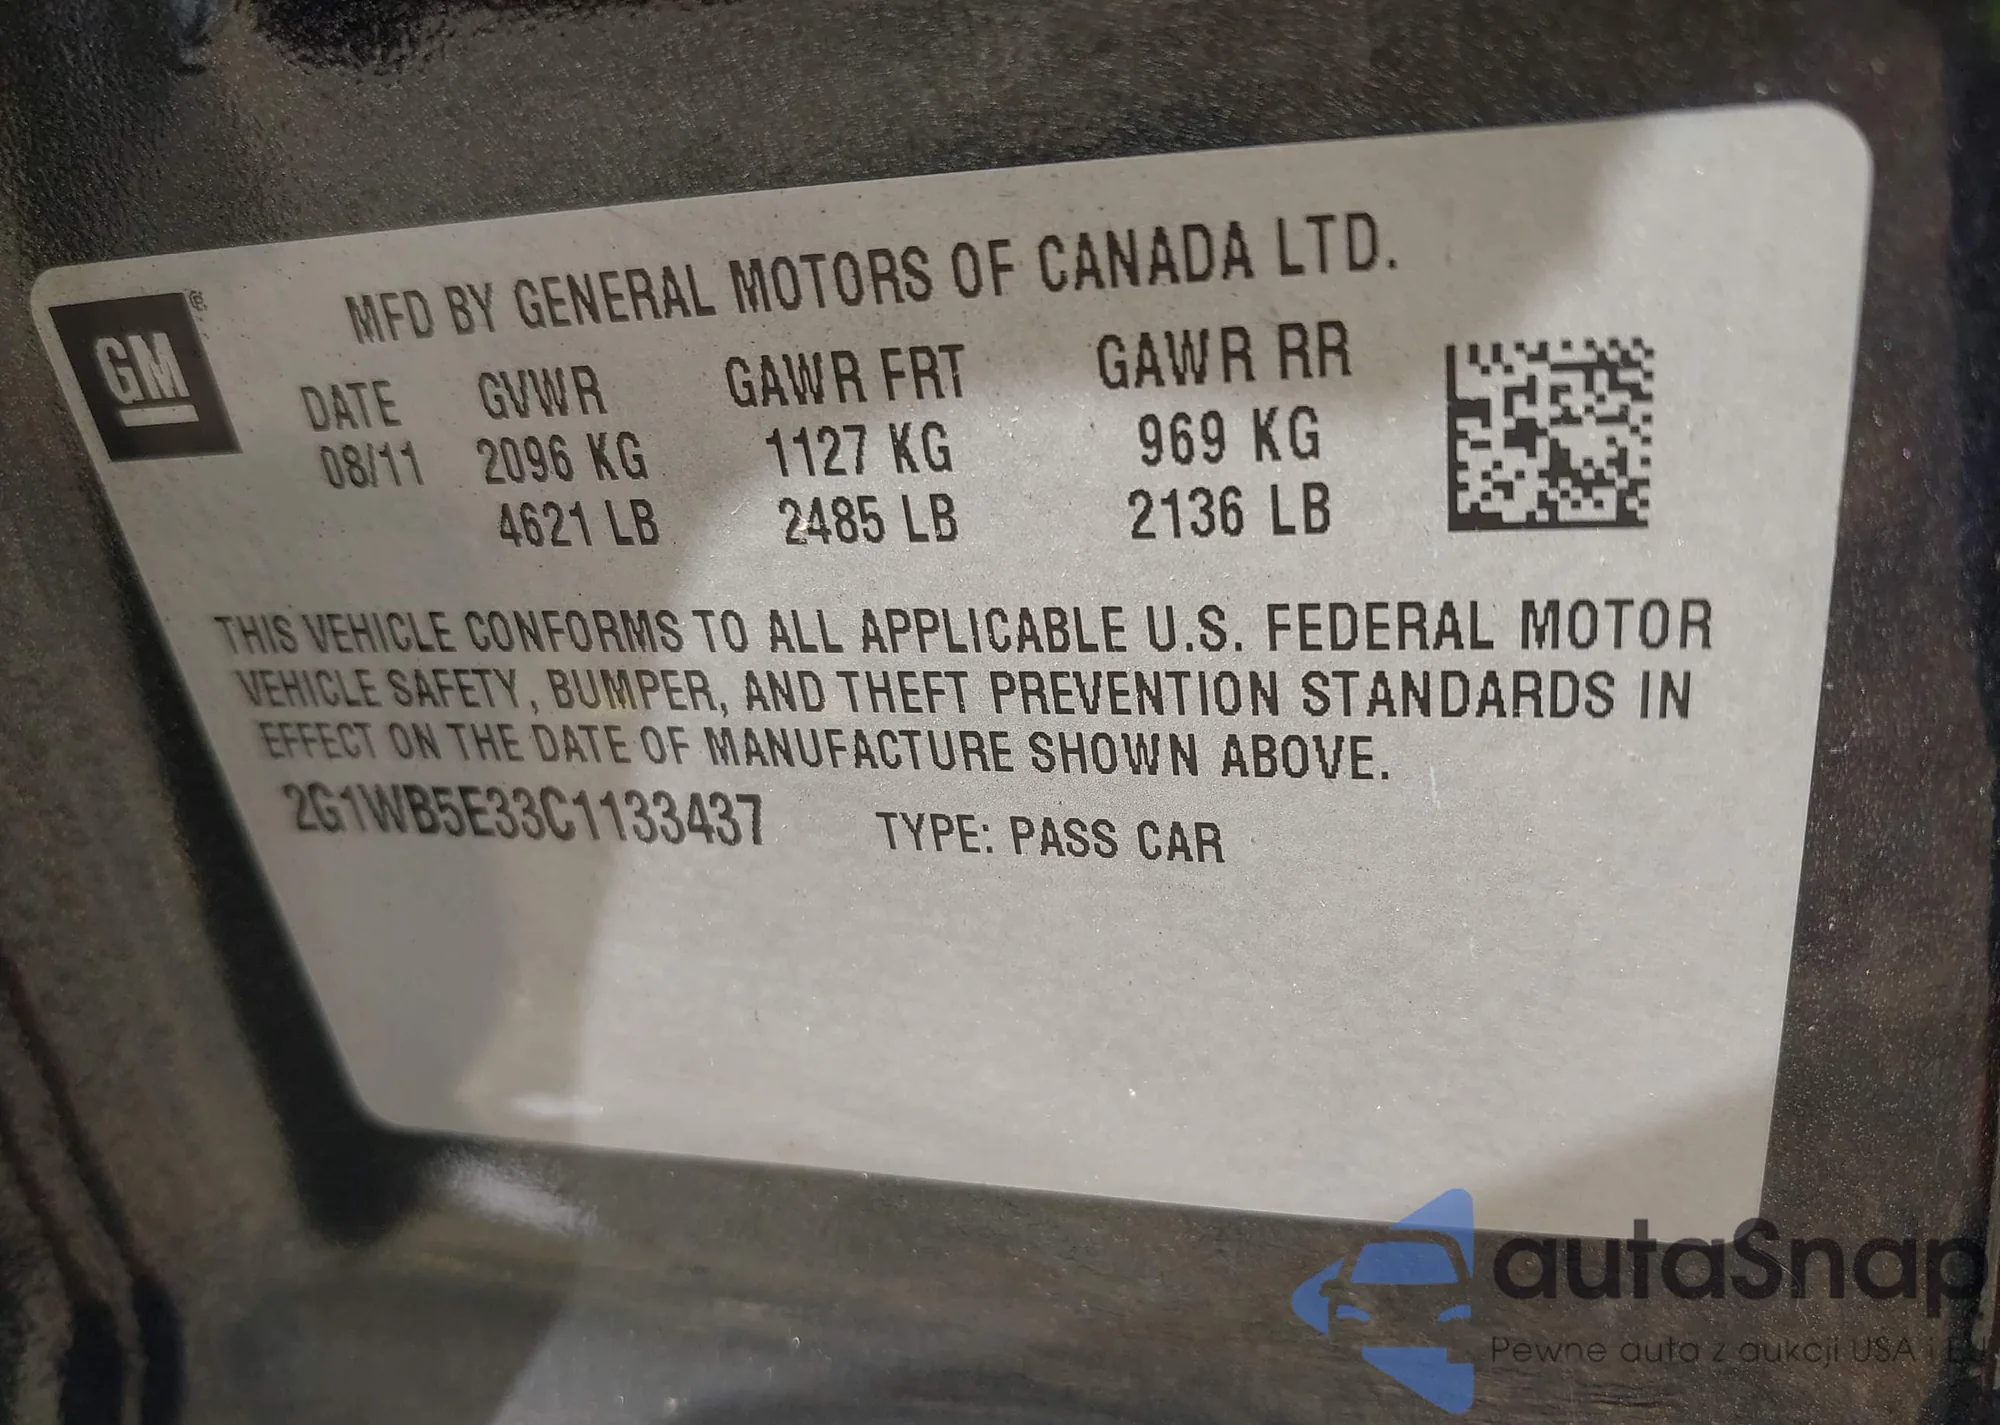 GM ®
MFD BY GENERAL MOTORS OF CANADA LTD.
DATE GVWR GAWR FRT GAWR RR
08/11 2096 KG 1127 KG 969 KG
4621 LB 2485 LB 2136 LB
THIS VEHICLE CONFORMS TO ALL APPLICABLE U.S. FEDERAL MOTOR
VEHICLE SAFETY, BUMPER, AND THEFT PREVENTION STANDARDS IN
EFFECT ON THE DATE OF MANUFACTURE SHOWN ABOVE.
2G1WB5E33C1133437 TYPE: PASS CAR
autaSnap
Pewne auta z aukcji USA i EU